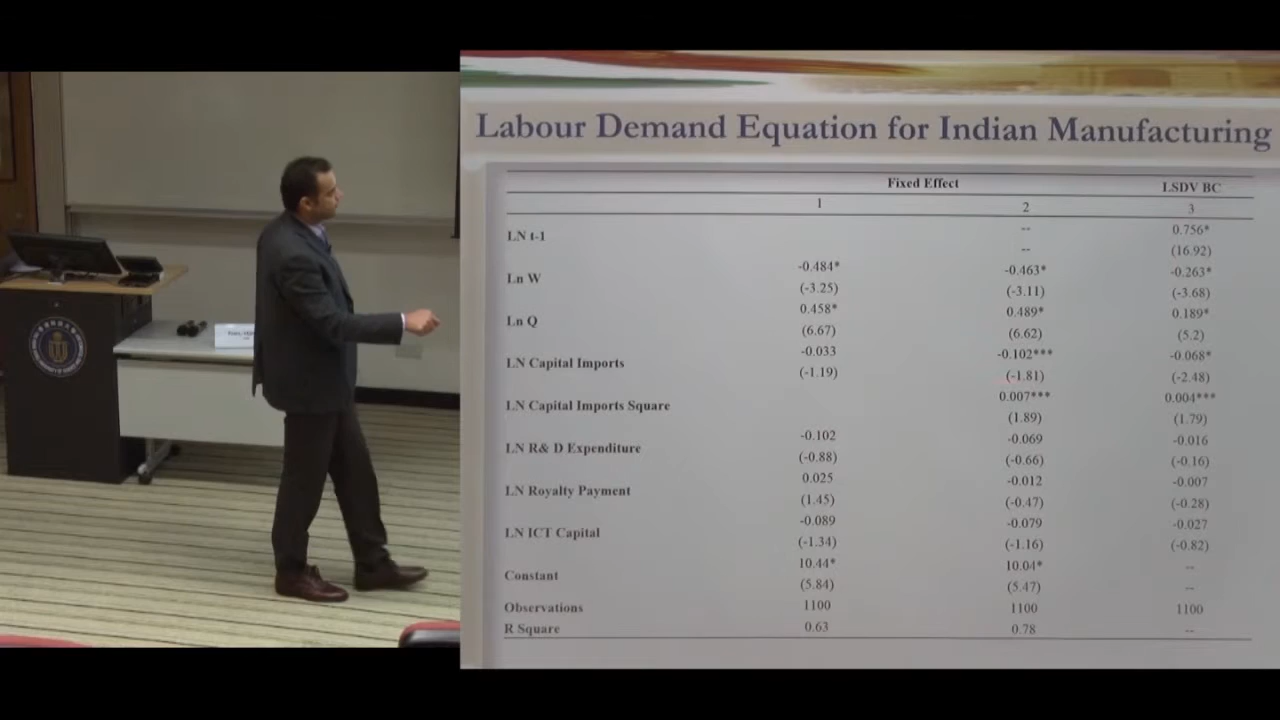 Labour Demand Equation for Indian Manufacturing
Fixed Effect LSDV BC
1 2 3
LN t-1 -- 0.756*
-- (16.92)
Ln W -0.484* -0.463* -0.263*
(-3.25) (-3.11) (-3.68)
Ln Q 0.458* 0.489* 0.189*
(6.67) (6.62) (5.2)
LN Capital Imports -0.033 -0.102*** -0.068*
(-1.19) (-1.81) (-2.48)
LN Capital Imports Square 0.007*** 0.004***
(1.89) (1.79)
LN R& D Expenditure -0.102 -0.069 -0.016
(-0.88) (-0.66) (-0.16)
LN Royalty Payment 0.025 -0.012 -0.007
(1.45) (-0.47) (-0.28)
LN ICT Capital -0.089 -0.079 -0.027
(-1.34) (-1.16) (-0.82)
Constant 10.44* 10.04* --
(5.84) (5.47) --
Observations 1100 1100 1100
R Square 0.63 0.78 --